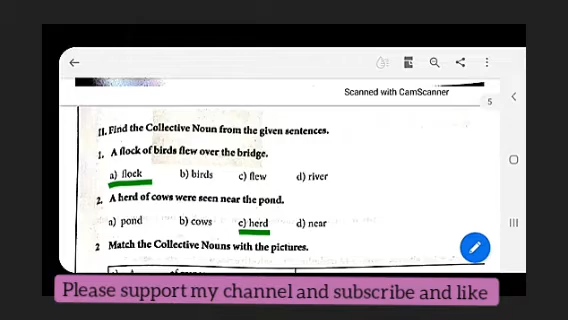 Scanned with CamScanner
5
II. Find the Collective Noun from the given sentences.
1. A flock of birds flew over the bridge.
a) flock b) birds c) flew d) river
2. A herd of cows were seen near the pond.
a) pond b) cows c) herd d) near
2 Match the Collective Nouns with the pictures.
Please support my channel and subscribe and like